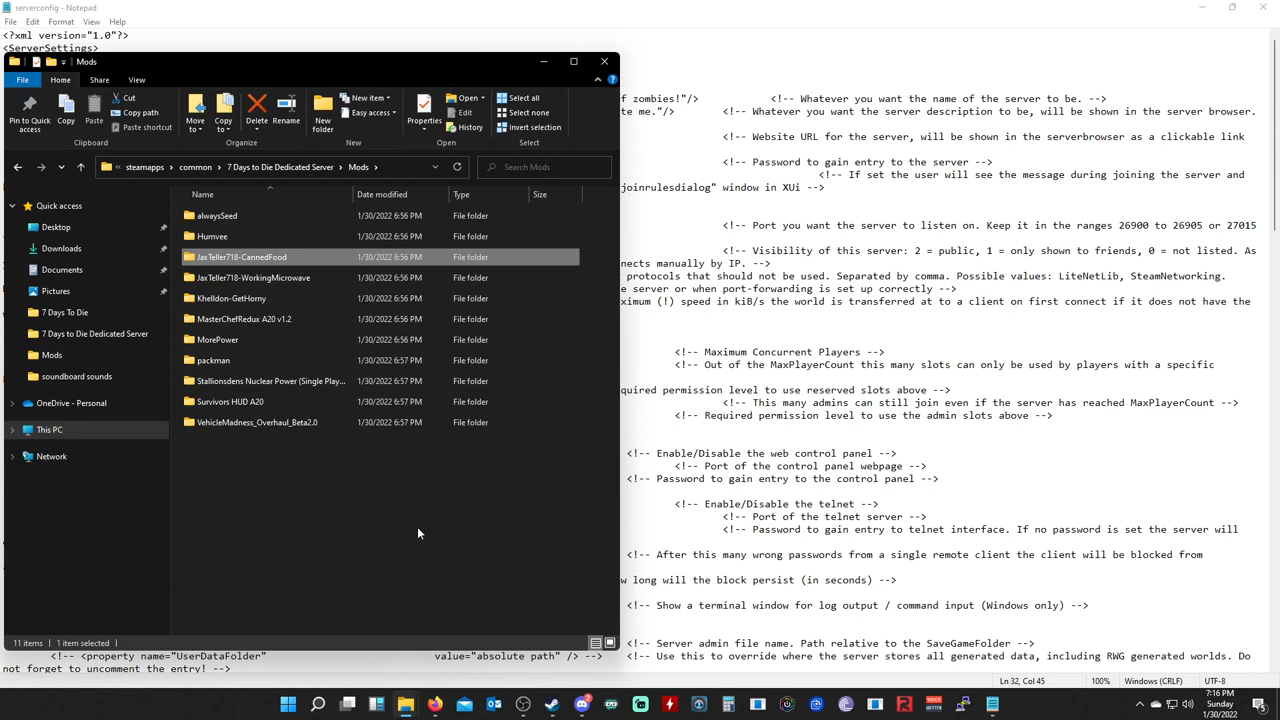 serverconfig - Notepad
File Edit Format View Help
<?xml version="1.0"?>
<ServerSettings>
Mods
File Home Share View
Pin to Quick access
Copy
Paste
Cut
Copy path
Paste shortcut
Clipboard
Move to
Copy to
Delete
Rename
Organize
New folder
New item
Easy access
New
Properties
Open
Edit
History
Open
Select all
Select none
Invert selection
Select
« steamapps > common > 7 Days to Die Dedicated Server > Mods >
Search Mods
Quick access
Desktop
Downloads
Documents
Pictures
7 Days To Die
7 Days to Die Dedicated Server
Mods
soundboard sounds
OneDrive - Personal
This PC
Network
Name Date modified Type Size
alwaysSeed 1/30/2022 6:56 PM File folder
Humvee 1/30/2022 6:56 PM File folder
JaxTeller718-CannedFood 1/30/2022 6:56 PM File folder
JaxTeller718-WorkingMicrowave 1/30/2022 6:56 PM File folder
Khelldon-GetHorny 1/30/2022 6:56 PM File folder
MasterChefRedux A20 v1.2 1/30/2022 6:56 PM File folder
MorePower 1/30/2022 6:56 PM File folder
packman 1/30/2022 6:57 PM File folder
Stallionsdens Nuclear Power (Single Play... 1/30/2022 6:57 PM File folder
Survivors HUD A20 1/30/2022 6:57 PM File folder
VehicleMadness_Overhaul_Beta2.0 1/30/2022 6:57 PM File folder
11 items 1 item selected
f zombies!"/> <!-- Whatever you want the name of the server to be. -->
te me."/> <!-- Whatever you want the server description to be, will be shown in the server browser.
<!-- Website URL for the server, will be shown in the serverbrowser as a clickable link
<!-- Password to gain entry to the server -->
<!-- If set the user will see the message during joining the server and
joinrulesdialog" window in XUi -->
<!-- Port you want the server to listen on. Keep it in the ranges 26900 to 26905 or 27015
<!-- Visibility of this server: 2 = public, 1 = only shown to friends, 0 = not listed. As
nects manually by IP. -->
protocols that should not be used. Separated by comma. Possible values: LiteNetLib, SteamNetworking.
e server or when port-forwarding is set up correctly -->
ximum (!) speed in kiB/s the world is transferred at to a client on first connect if it does not have the
<!-- Maximum Concurrent Players -->
<!-- Out of the MaxPlayerCount this many slots can only be used by players with a specific
quired permission level to use reserved slots above -->
<!-- This many admins can still join even if the server has reached MaxPlayerCount -->
<!-- Required permission level to use the admin slots above -->
<!-- Enable/Disable the web control panel -->
<!-- Port of the control panel webpage -->
<!-- Password to gain entry to the control panel -->
<!-- Enable/Disable the telnet -->
<!-- Port of the telnet server -->
<!-- Password to gain entry to telnet interface. If no password is set the server will
<!-- After this many wrong passwords from a single remote client the client will be blocked from
w long will the block persist (in seconds) -->
<!-- Show a terminal window for log output / command input (Windows only) -->
<!-- Server admin file name. Path relative to the SaveGameFolder -->
<!-- <property name="UserDataFolder" value="absolute path" /> --> <!-- Use this to override where the server stores all generated data, including RWG generated worlds. Do
not forget to uncomment the entry! -->
Ln 32, Col 45 100% Windows (CRLF) UTF-8
7:16 PM
Sunday
1/30/2022